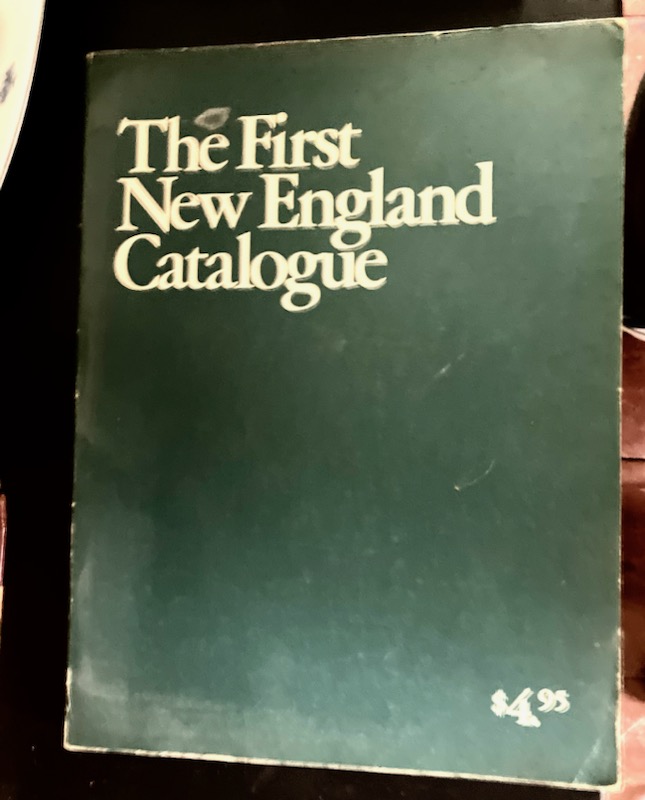 The First
New England
Catalogue
$4.95